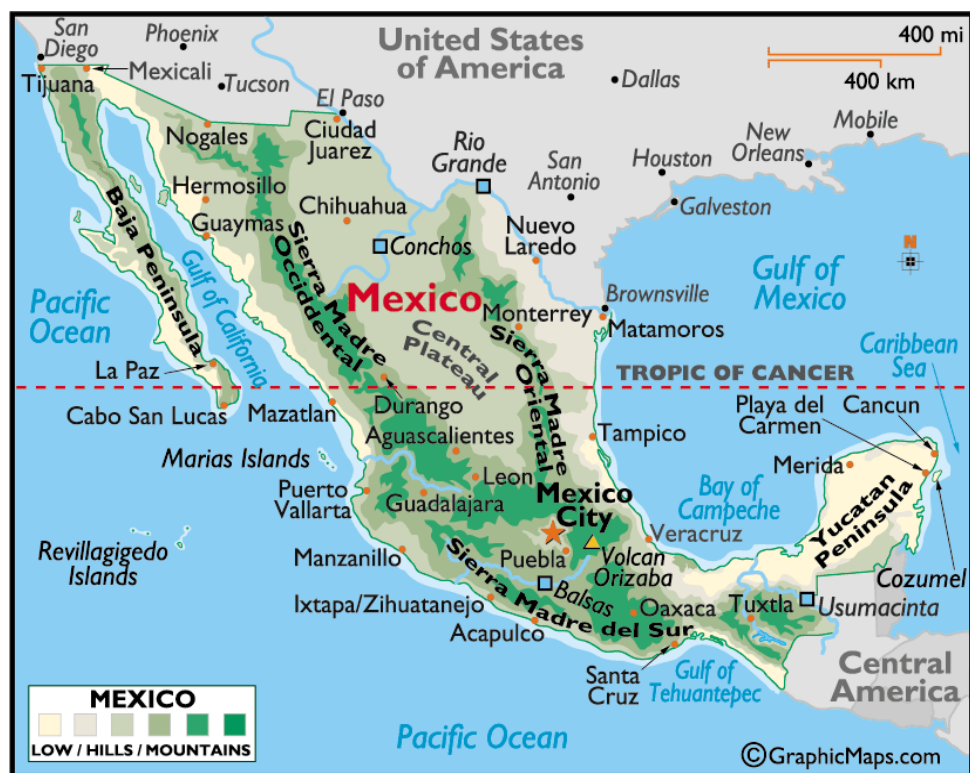 San
Diego
Phoenix
United States
of America
400 mi
400 km
Tijuana
Mexicali
Tucson
Dallas
El Paso
Nogales
Ciudad
Juarez
Rio
Grande
San
Antonio
Houston
New
Orleans
Mobile
Galveston
Hermosillo
Chihuahua
Guaymas
Conchos
Nuevo
Laredo
N
Baja Peninsula
Gulf of California
Sierra Madre
Occiddental
Mexico
Gulf of
Mexico
Pacific
Ocean
Brownsville
Monterrey
Matamoros
Central
Plateau
Sierra Madre
Oriental
Caribbean
Sea
La Paz
TROPIC OF CANCER
Cabo San Lucas
Mazatlan
Durango
Playa del
Carmen
Cancun
Aguascalientes
Tampico
Marias Islands
Leon
Merida
Puerto
Vallarta
Guadalajara
Mexico
City
Bay of
Campeche
Yucatan
Peninsula
Revillagigedo
Islands
Manzanillo
Puebla
Veracruz
Volcan
Orizaba
Cozumel
Sierra Madre del Sur
Balsas
Ixtapa/Zihuatanejo
Oaxaca
Tuxtla
Usumacinta
Acapulco
Santa
Cruz
Gulf of
Tehuantepec
Central
America
MEXICO
LOW / HILLS / MOUNTAINS
Pacific Ocean
©GraphicMaps.com